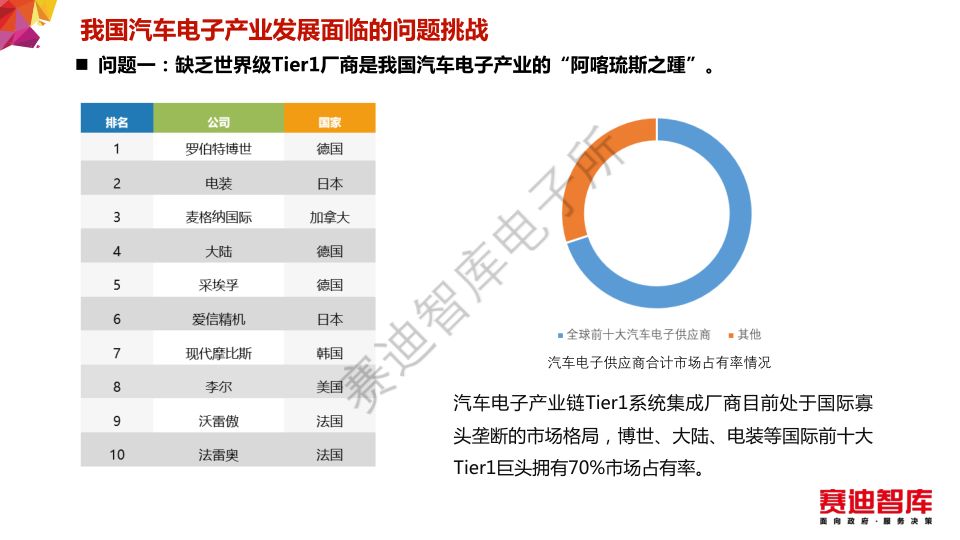 我国汽车电子产业发展面临的问题挑战
■ 问题一：缺乏世界级Tier1厂商是我国汽车电子产业的“阿喀琉斯之踵”。
排名 公司 国家
1 罗伯特博世 德国
2 电装 日本
3 麦格纳国际 加拿大
4 大陆 德国
5 采埃孚 德国
6 爱信精机 日本
7 现代摩比斯 韩国
8 李尔 美国
9 沃雷傲 法国
10 法雷奥 法国
全球前十大汽车电子供应商 其他
汽车电子供应商合计市场占有率情况
汽车电子产业链Tier1系统集成厂商目前处于国际寡
头垄断的市场格局，博世、大陆、电装等国际前十大
Tier1巨头拥有70%市场占有率。
赛迪智库电子所
赛迪智库
面向政府·服务决策